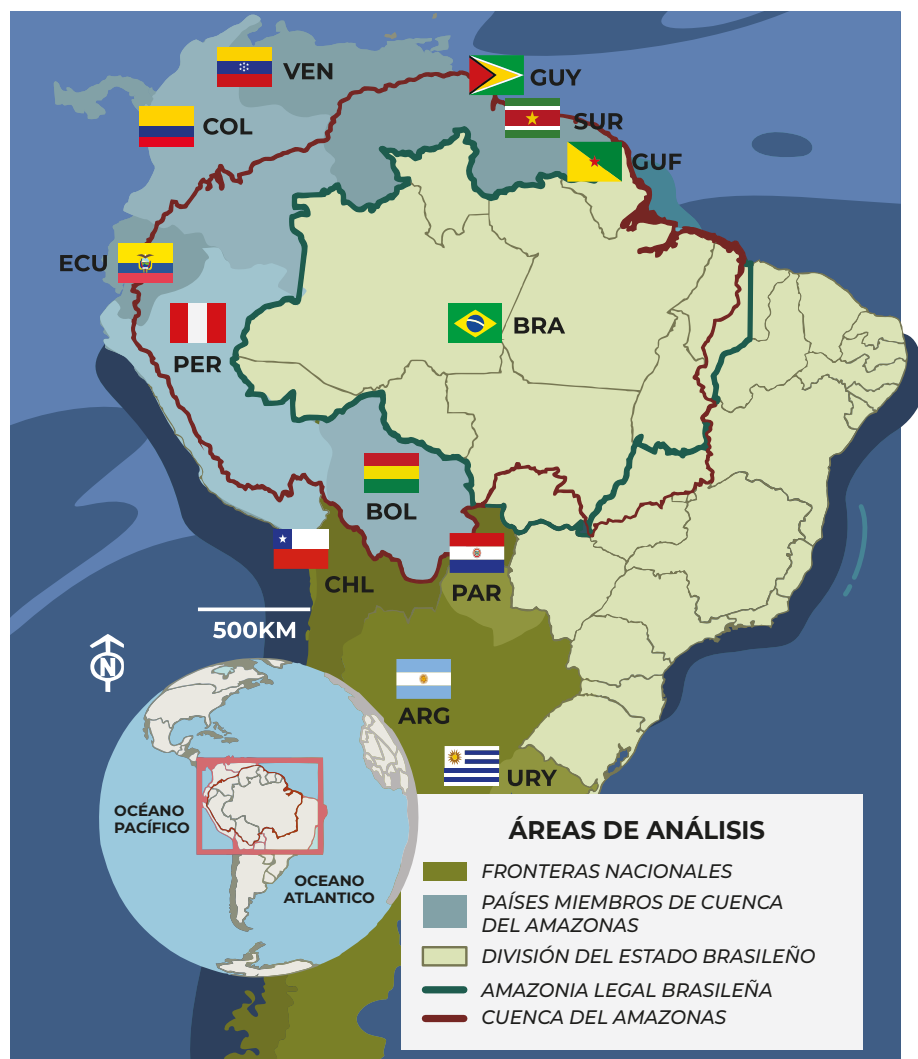 VEN
GUY
COL
SUR
GUF
ECU
BRA
PER
BOL
CHL
PAR
500KM
N
ARG
URY
OCÉANO
PACÍFICO
OCEANO
ATLANTICO
ÁREAS DE ANÁLISIS
FRONTERAS NACIONALES
PAÍSES MIEMBROS DE CUENCA
DEL AMAZONAS
DIVISIÓN DEL ESTADO BRASILEÑO
AMAZONIA LEGAL BRASILEÑA
CUENCA DEL AMAZONAS